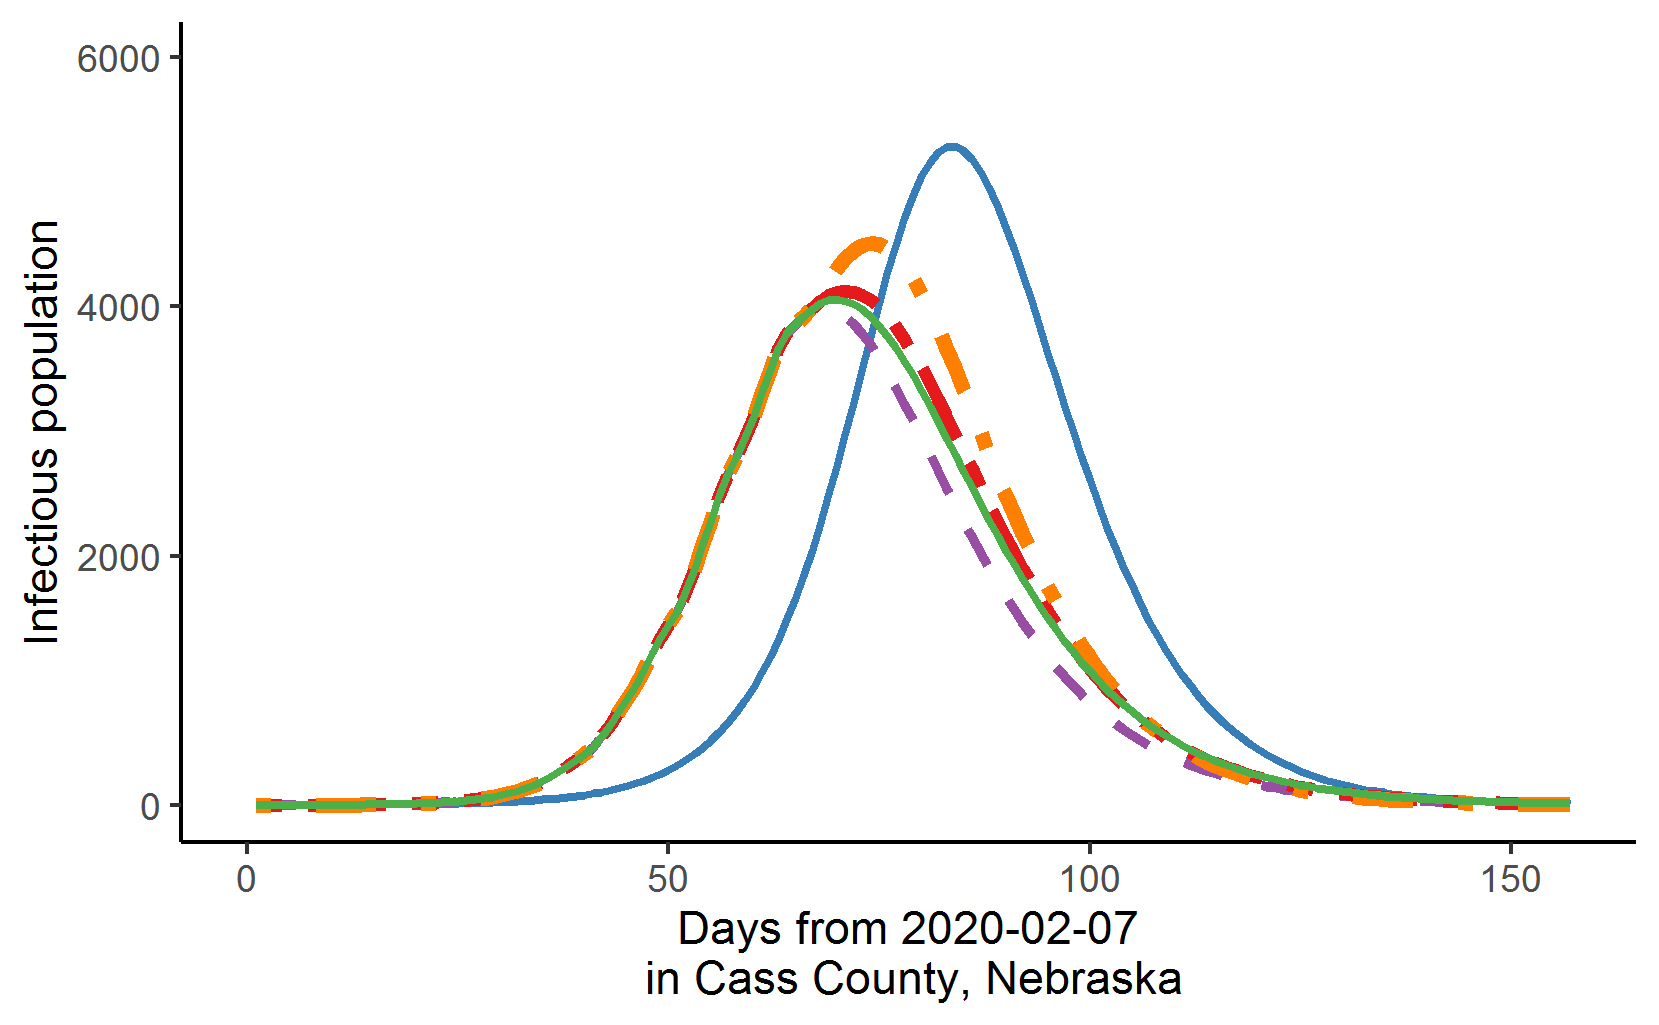 6000
4000
2000
0
Infectious population
0 50 100 150
Days from 2020-02-07
in Cass County, Nebraska